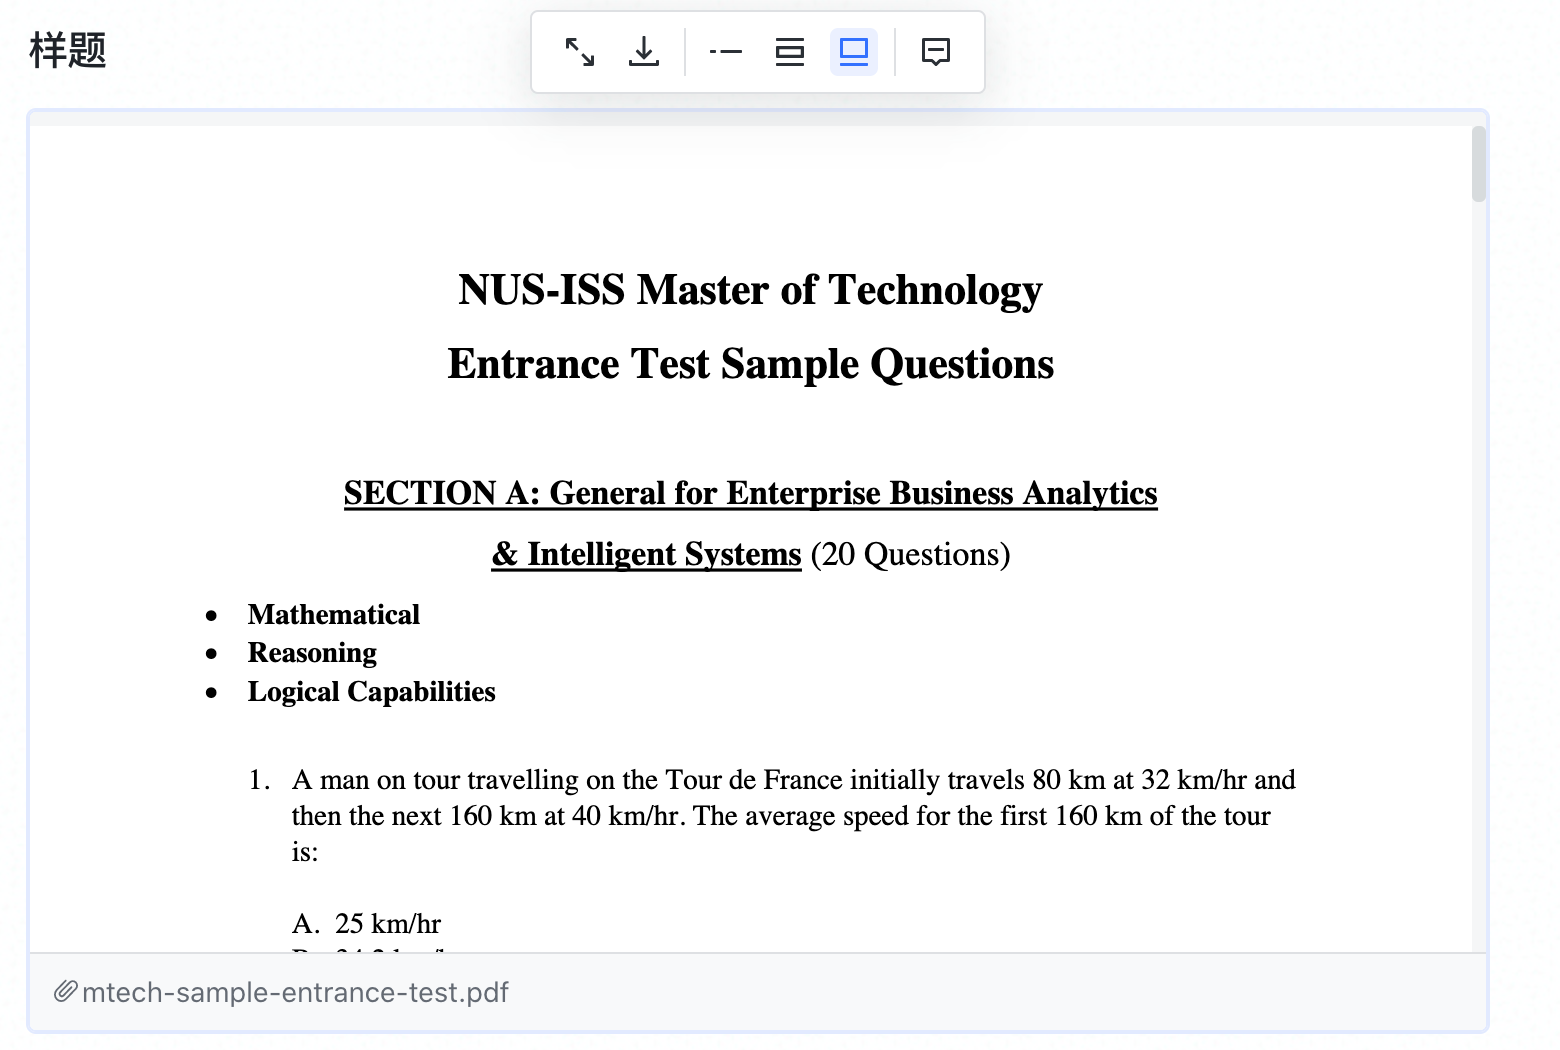 样题
NUS-ISS Master of Technology
Entrance Test Sample Questions
SECTION A: General for Enterprise Business Analytics
& Intelligent Systems (20 Questions)
• Mathematical
• Reasoning
• Logical Capabilities
1. A man on tour travelling on the Tour de France initially travels 80 km at 32 km/hr and
then the next 160 km at 40 km/hr. The average speed for the first 160 km of the tour
is:
A. 25 km/hr
mtech-sample-entrance-test.pdf